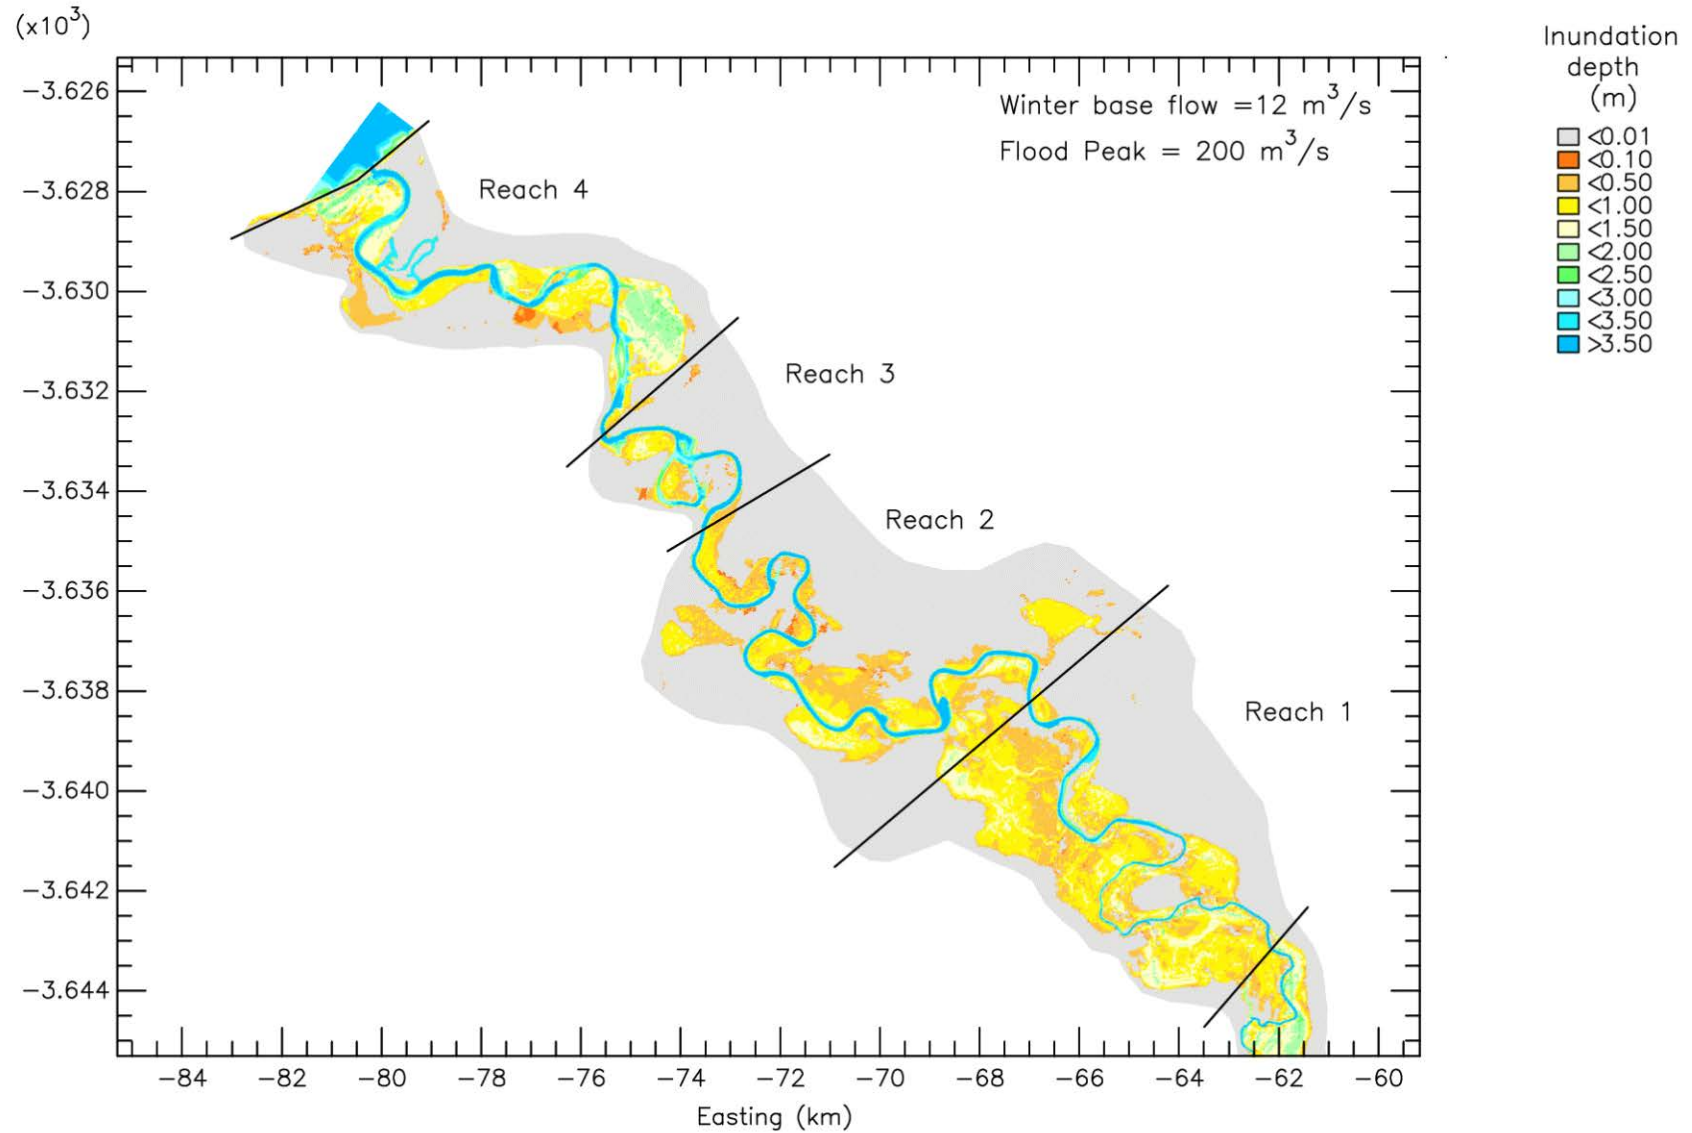 (x10³)
Inundation
depth
(m)
<0.01
<0.10
<0.50
<1.00
<1.50
<2.00
<2.50
<3.00
<3.50
>3.50
Winter base flow =12 m³/s
Flood Peak = 200 m³/s
−3.626
−3.628
−3.630
−3.632
−3.634
−3.636
−3.638
−3.640
−3.642
−3.644
Reach 4
Reach 3
Reach 2
Reach 1
−84 −82 −80 −78 −76 −74 −72 −70 −68 −66 −64 −62 −60
Easting (km)